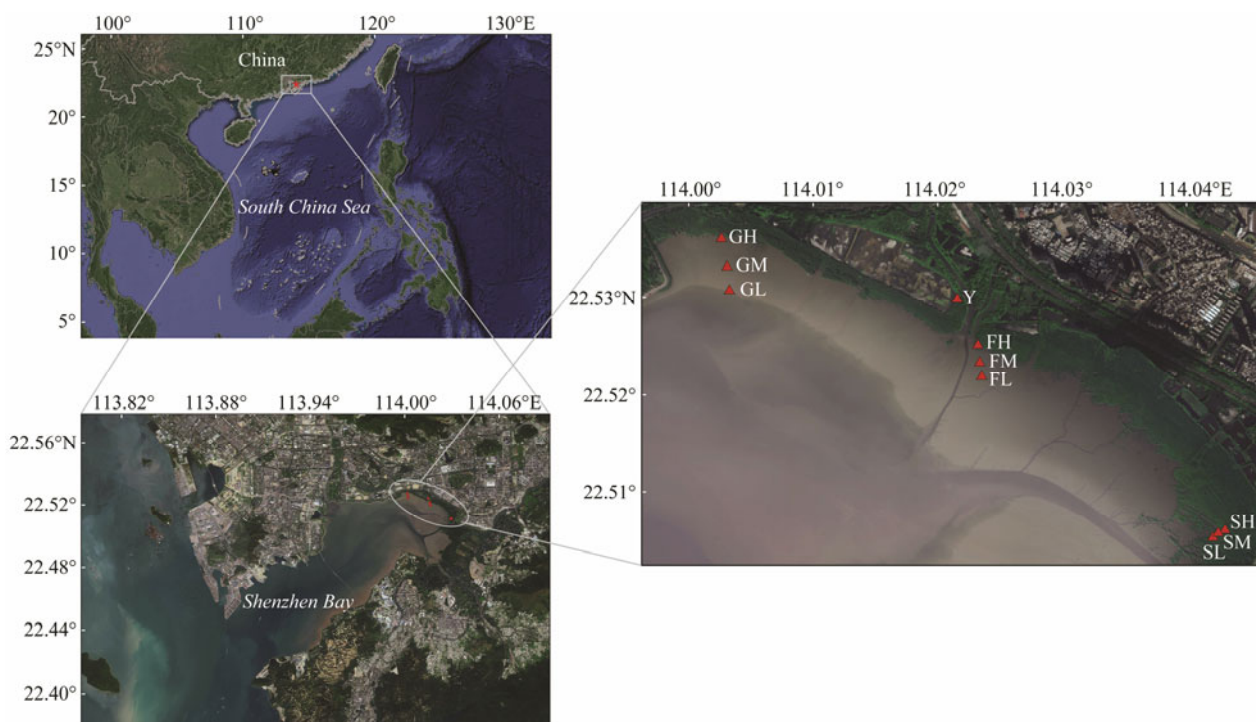 100° 110° 120° 130°E
25°N
China
20°
15°
South China Sea
10°
5°
113.82° 113.88° 113.94° 114.00° 114.06°E
22.56°N
22.52°
22.48°
Shenzhen Bay
22.44°
22.40°
114.00° 114.01° 114.02° 114.03° 114.04°E
GH
GM
GL
22.53°N
Y
FH
FM
FL
22.52°
22.51°
SH
SM
SL